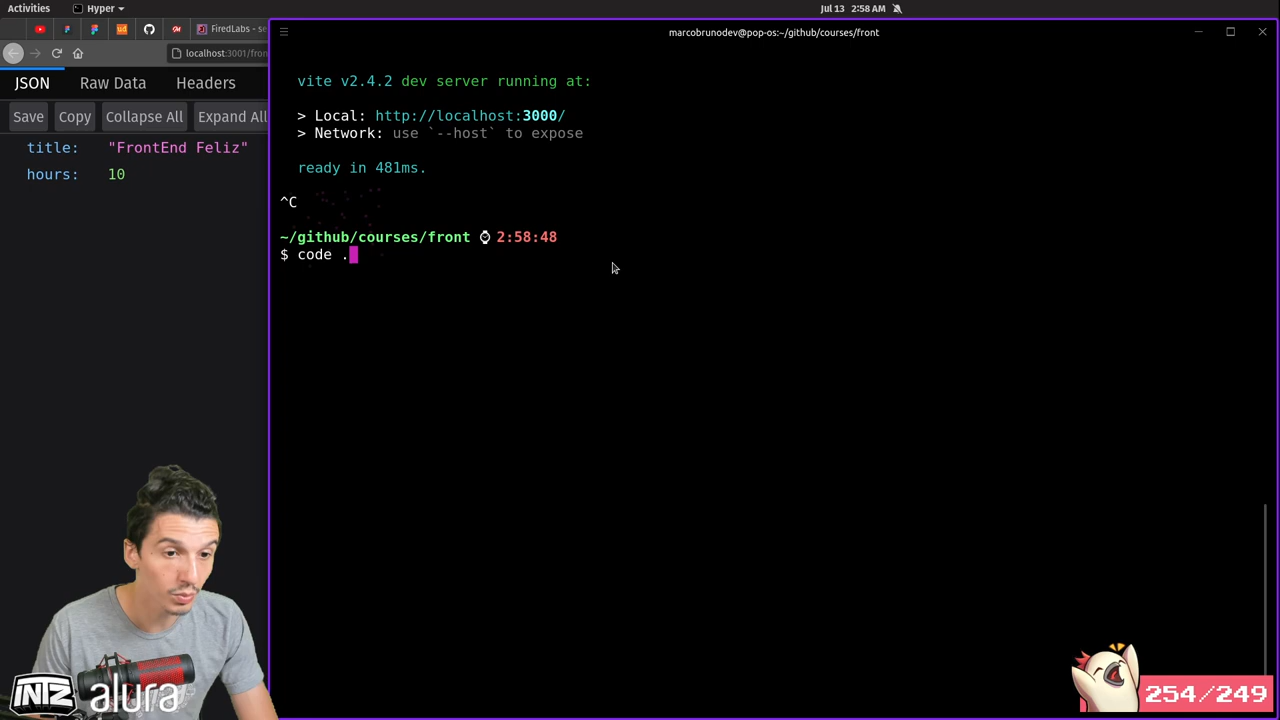 Activities
Hyper
Jul 13 2:58 AM
FiredLabs - se
marcobrunodev@pop-os:~/github/courses/front
localhost:3001/fron
JSON
Raw Data
Headers
Save
Copy
Collapse All
Expand All
title: "FrontEnd Feliz"
hours: 10
vite v2.4.2 dev server running at:
> Local: http://localhost:3000/
> Network: use `--host` to expose
ready in 481ms.
^C
~/github/courses/front 2:58:48
$ code .
INTZ alura
254/249